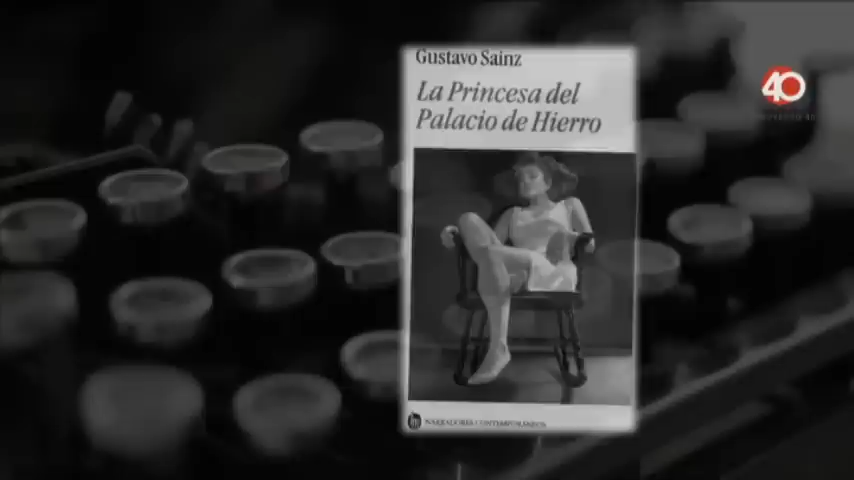 Gustavo Sainz
La Princesa del
Palacio de Hierro
40
NARRADORES CONTEMPORÁNEOS